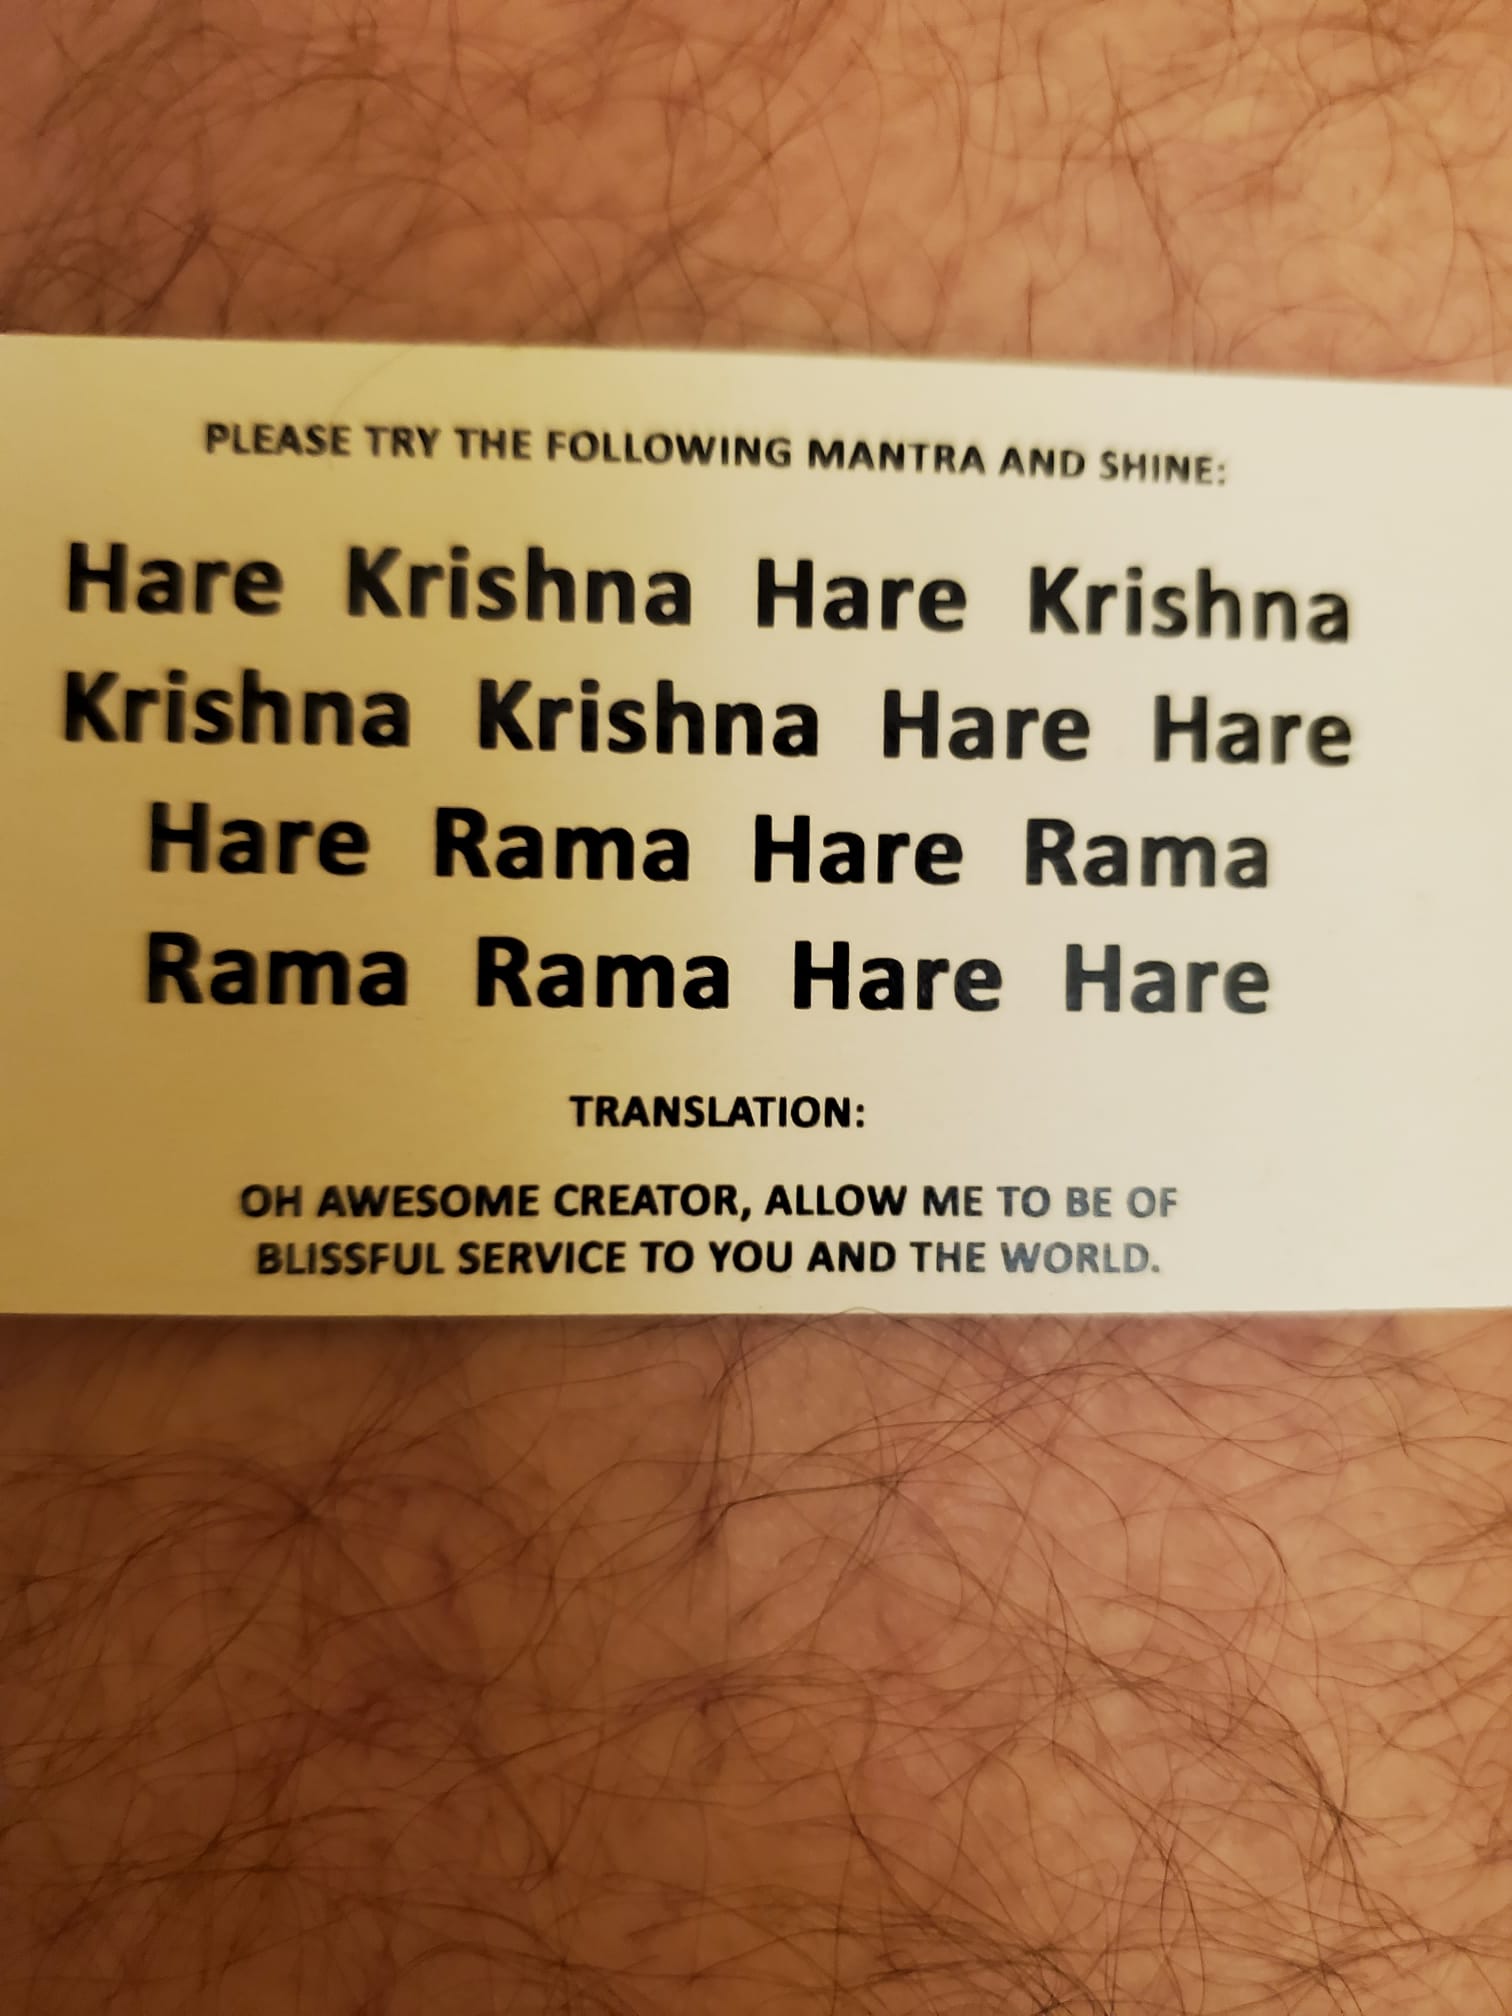 PLEASE TRY THE FOLLOWING MANTRA AND SHINE:
Hare Krishna Hare Krishna
Krishna Krishna Hare Hare
Hare Rama Hare Rama
Rama Rama Hare Hare
TRANSLATION:
OH AWESOME CREATOR, ALLOW ME TO BE OF
BLISSFUL SERVICE TO YOU AND THE WORLD.